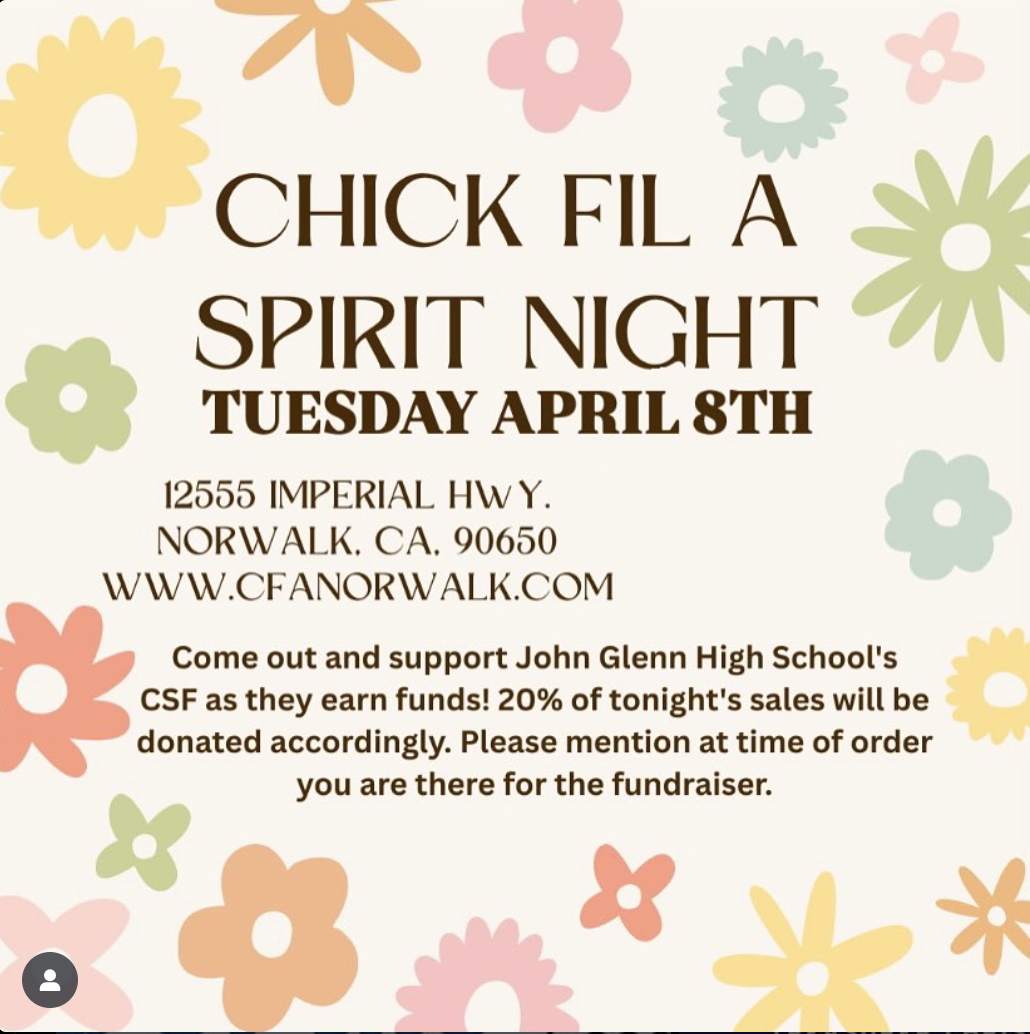 CHICK FIL A
SPIRIT NIGHT
TUESDAY APRIL 8TH
12555 IMPERIAL HWY.
NORWALK, CA, 90650
WWW.CFANORWALK.COM
Come out and support John Glenn High School's
CSF as they earn funds! 20% of tonight's sales will be
donated accordingly. Please mention at time of order
you are there for the fundraiser.